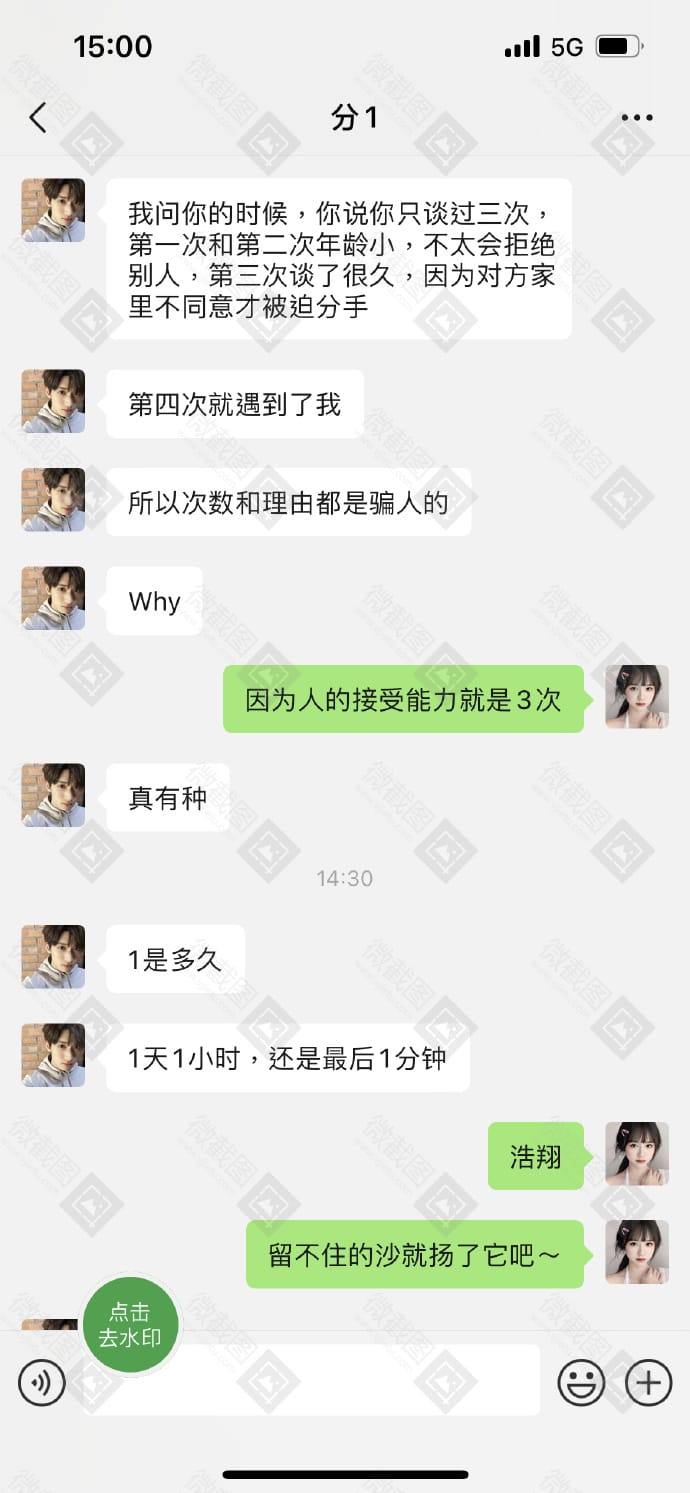 15:00
5G
分1
我问你的时候，你说你只谈过三次，
第一次和第二次年龄小，不太会拒绝
别人，第三次谈了很久，因为对方家
里不同意才被迫分手
第四次就遇到了我
所以次数和理由都是骗人的
Why
因为人的接受能力就是3次
真有种
14:30
1是多久
1天1小时，还是最后1分钟
浩翔
留不住的沙就扬了它吧～
点击
去水印
微截图